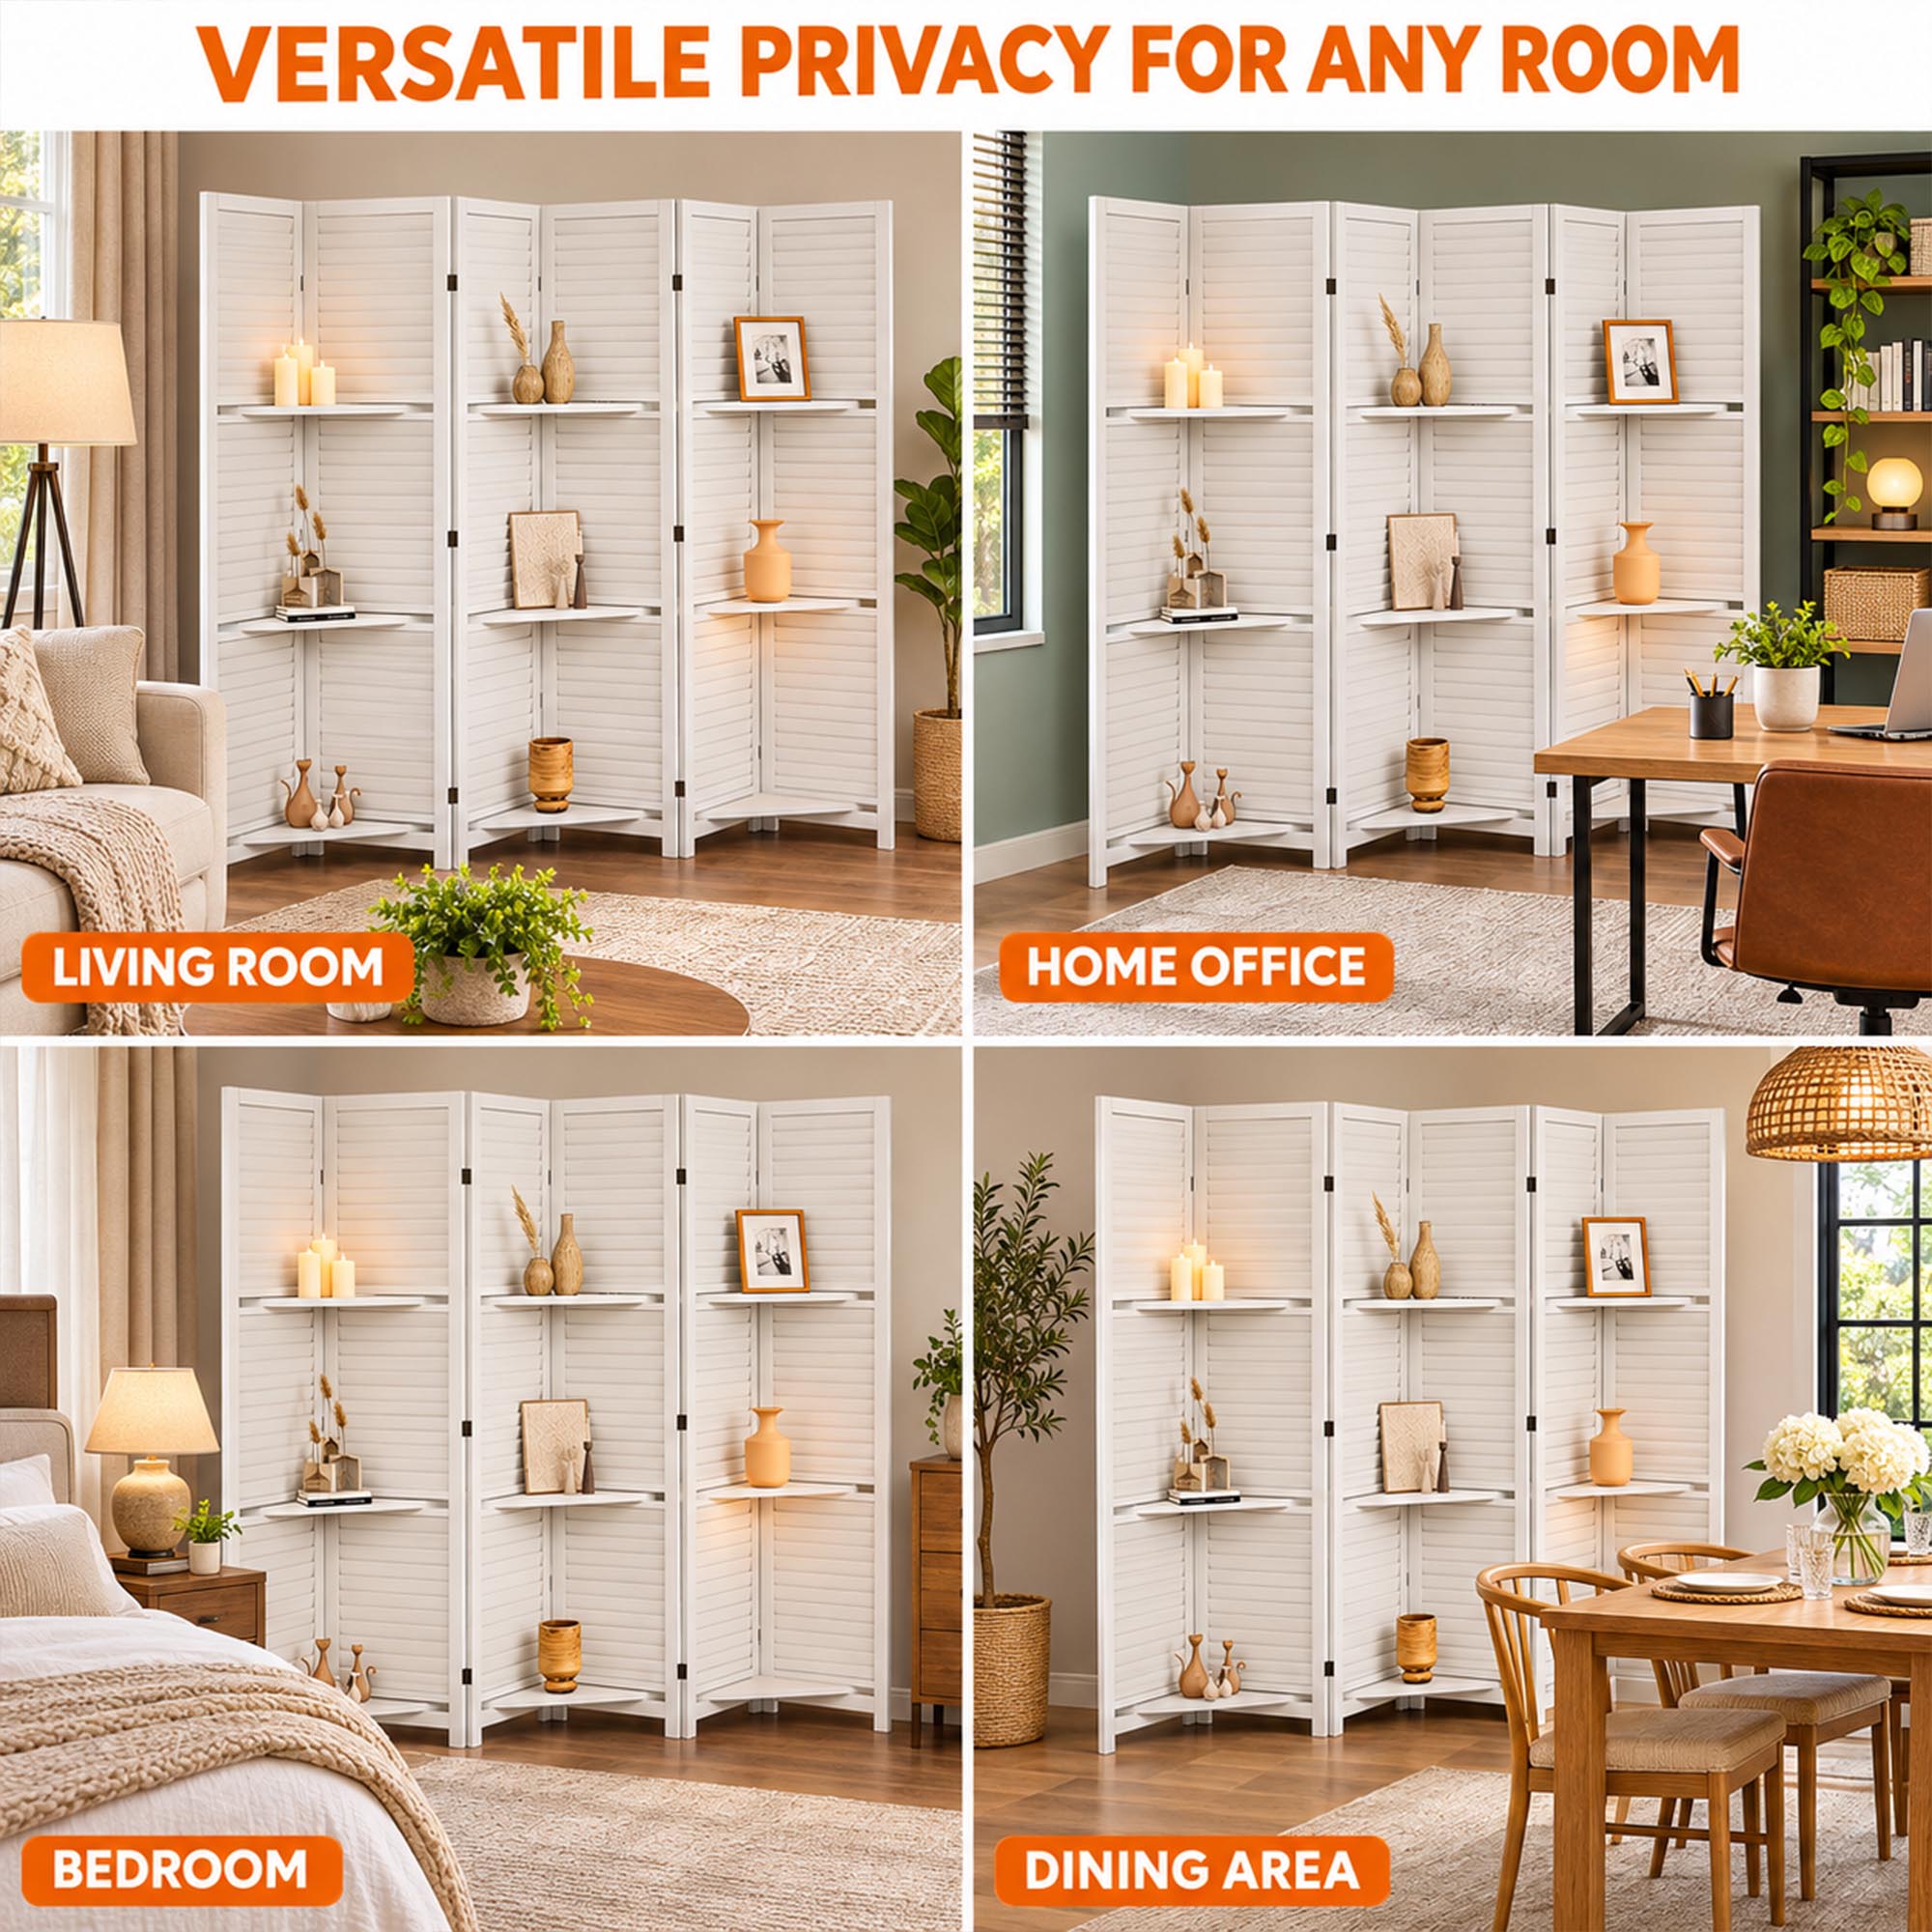 VERSATILE PRIVACY FOR ANY ROOM
LIVING ROOM
HOME OFFICE
BEDROOM
DINING AREA